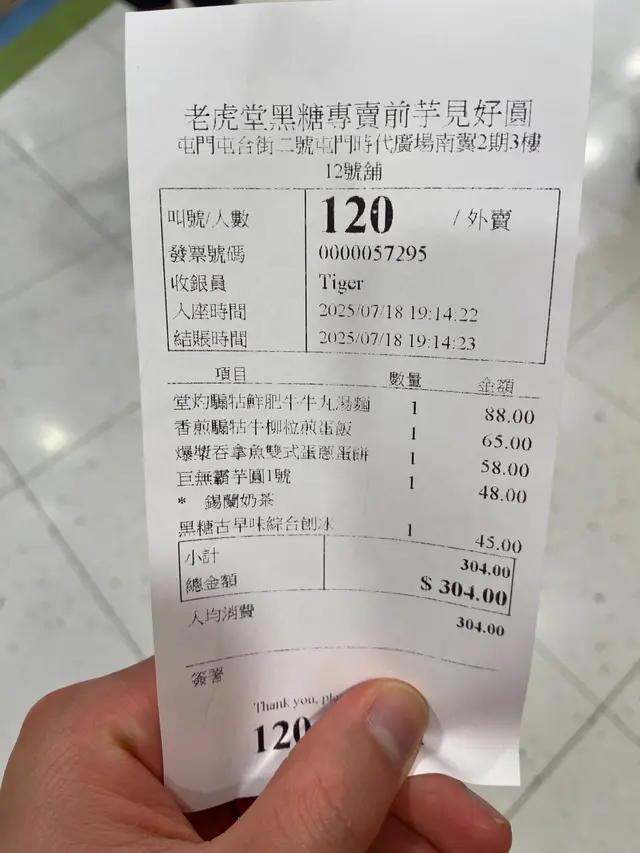 老虎堂黑糖專賣前芋見好圓
屯門屯台街二號屯門時代廣場南翼2期3樓
12號舖
叫號/人數 120 /外賣
發票號碼 0000057295
收銀員 Tiger
入座時間 2025/07/18 19:14:22
結賬時間 2025/07/18 19:14:23
項目 數量 金額
堂灼騸牯鮮肥牛牛丸湯麵 1 88.00
香煎騸牯牛柳粒煎蛋飯 1 65.00
爆漿吞拿魚雙式蛋蔥蛋餅 1 58.00
巨無霸芋圓1號 1 48.00
* 錫蘭奶茶
黑糖古早味綜合刨冰 1 45.00
小計 304.00
總金額 $ 304.00
人均消費 304.00
簽署
Thank you,
120